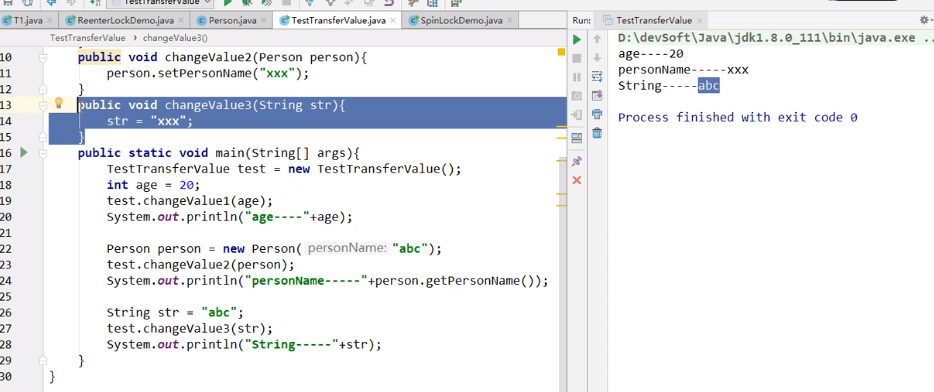 TestTransferValue
T1.java
ReenterLockDemo.java
Person.java
TestTransferValue.java
SpinLockDemo.java
TestTransferValue
changeValue3()
10 public void changeValue2(Person person){
11 person.setPersonName("xxx");
12 }
13 public void changeValue3(String str){
14 str = "xxx";
15 }
16 public static void main(String[] args){
17 TestTransferValue test = new TestTransferValue();
18 int age = 20;
19 test.changeValue1(age);
20 System.out.println("age----"+age);
21
22 Person person = new Person( personName: "abc");
23 test.changeValue2(person);
24 System.out.println("personName-----"+person.getPersonName());
25
26 String str = "abc";
27 test.changeValue3(str);
28 System.out.println("String-----"+str);
29 }
30 }
Run: TestTransferValue
D:\devSoft\Java\jdk1.8.0_111\bin\java.exe ..
age----20
personName-----xxx
String-----abc
Process finished with exit code 0